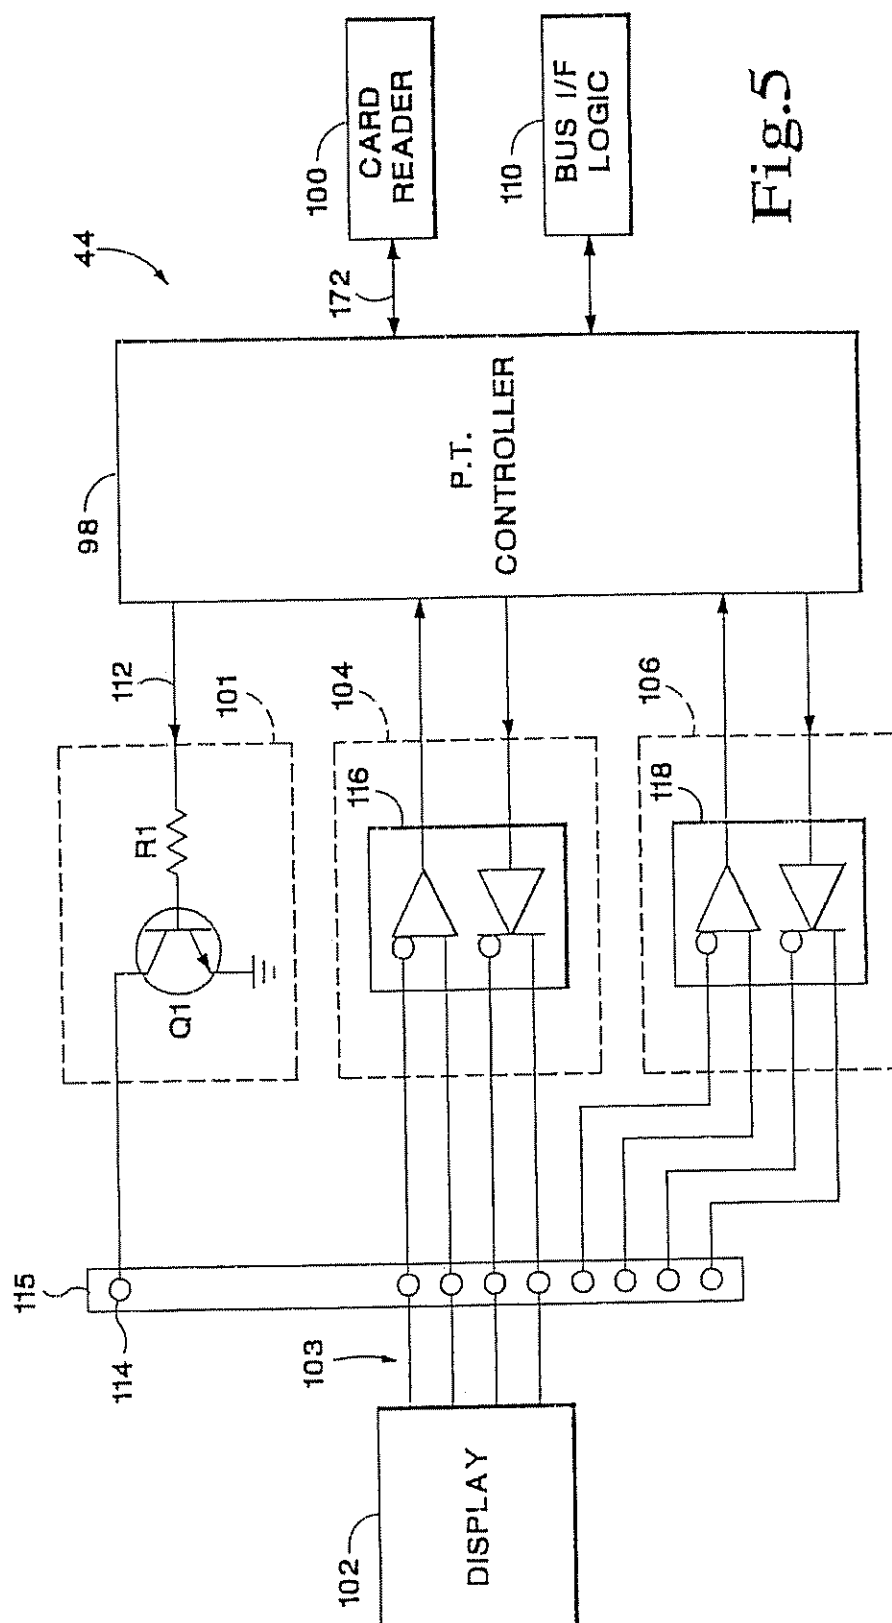 44
98
172
100
CARD
READER
110
BUS I/F
LOGIC
P.T.
CONTROLLER
112
101
R1
Q1
104
116
106
118
115
114
103
102
DISPLAY
Fig.5